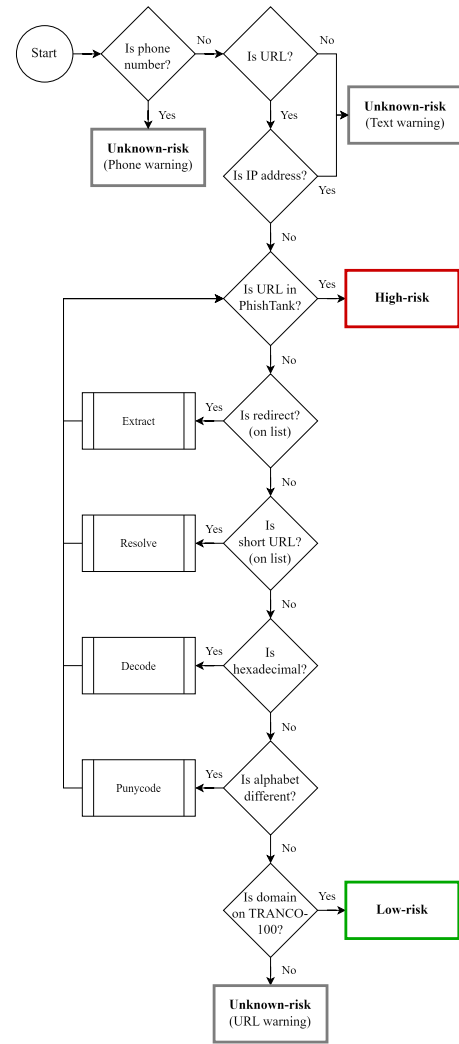 Start
Is phone
number?
No
Is URL?
No
Yes
Yes
Unknown-risk
(Text warning)
Unknown-risk
(Phone warning)
Is IP address?
Yes
No
Is URL in
PhishTank?
Yes
High-risk
No
Extract
Yes
Is redirect?
(on list)
No
Resolve
Yes
Is
short URL?
(on list)
No
Decode
Yes
Is
hexadecimal?
No
Punycode
Yes
Is alphabet
different?
No
Is domain
on TRANCO-
100?
Yes
Low-risk
No
Unknown-risk
(URL warning)